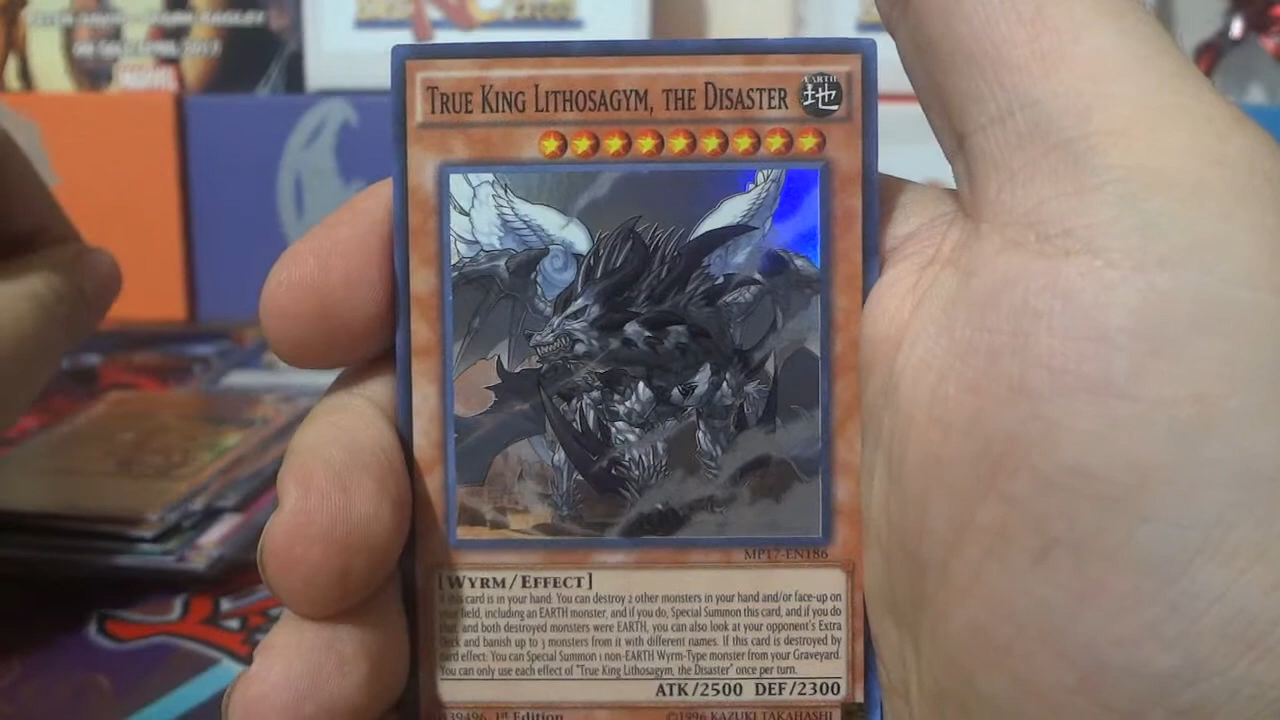 ON SALE APRIL 2017
MARVEL
TRUE KING LITHOSAGYM, THE DISASTER
EARTH
地
MP17-EN186
[WYRM/EFFECT]
If this card is in your hand: You can destroy 2 other monsters in your hand and/or face-up on
your field, including an EARTH monster, and if you do, Special Summon this card, and if you do
that, and both destroyed monsters were EARTH, you can also look at your opponent's Extra
Deck and banish up to 3 monsters from it with different names. If this card is destroyed by
card effect: You can Special Summon 1 non-EARTH Wyrm-Type monster from your Graveyard.
You can only use each effect of "True King Lithosagym, the Disaster" once per turn.
ATK/2500 DEF/2300
39496 1st Edition
©1996 KAZUKI TAKAHASHI